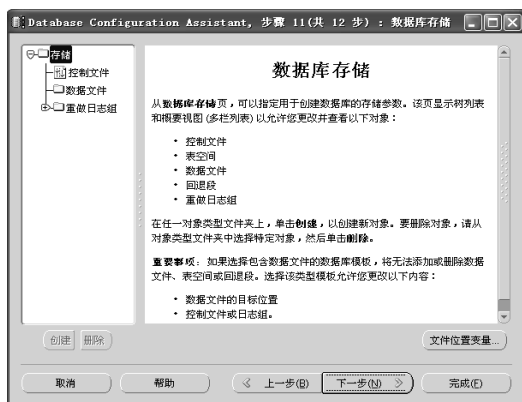 Database Configuration Assistant, 步骤 11(共 12 步) : 数据库存储
存储
控制文件
数据文件
重做日志组
数据库存储
从数据库存储页，可以指定用于创建数据库的存储参数。该页显示树列表
和概要视图 (多栏列表) 以允许您更改并查看以下对象：
• 控制文件
• 表空间
• 数据文件
• 回退段
• 重做日志组
在任一对象类型文件夹上，单击创建，以创建新对象。要删除对象，请从
对象类型文件夹中选择特定对象，然后单击删除。
重要事项: 如果选择包含数据文件的数据库模板，将无法添加或删除数据
文件、表空间或回退段。选择该类型模板允许您更改以下内容：
• 数据文件的目标位置
• 控制文件或日志组。
创建 删除 文件位置变量...
取消 帮助 上一步(B) 下一步(N) 完成(F)